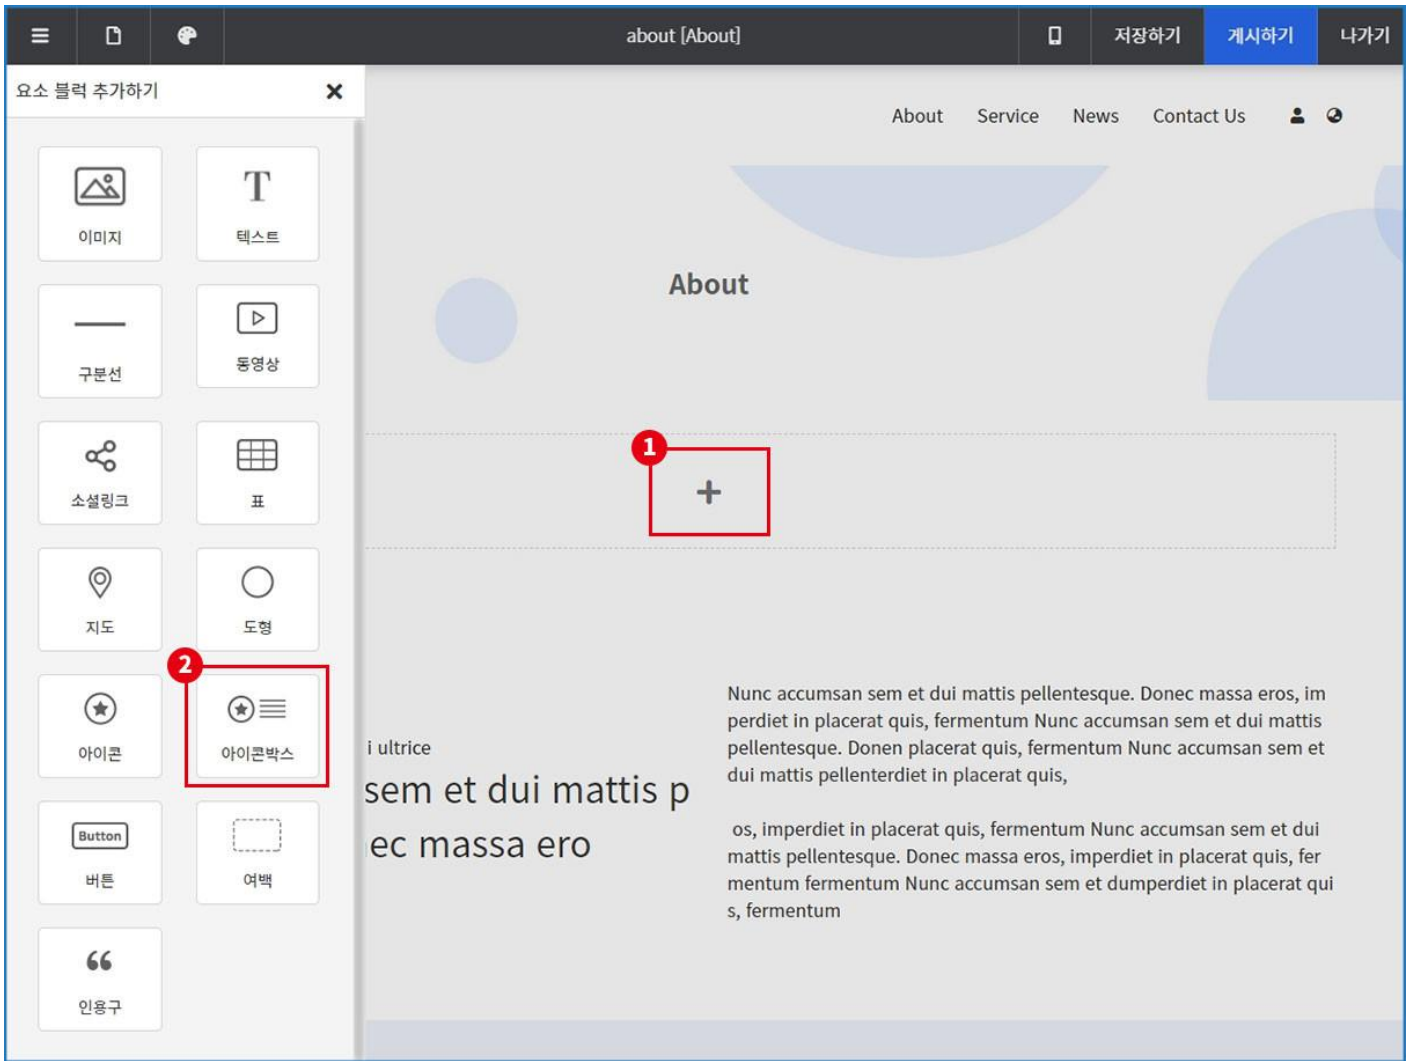 about [About]
저장하기
게시하기
나가기
요소 블럭 추가하기
이미지
텍스트
구분선
동영상
소셜링크
표
지도
도형
아이콘
2
아이콘박스
Button
버튼
여백
인용구
About
Service
News
Contact Us
About
1
i ultrice
sem et dui mattis p
ec massa ero
Nunc accumsan sem et dui mattis pellentesque. Donec massa eros, im
perdiet in placerat quis, fermentum Nunc accumsan sem et dui mattis
pellentesque. Donen placerat quis, fermentum Nunc accumsan sem et
dui mattis pellenterdiet in placerat quis,
os, imperdiet in placerat quis, fermentum Nunc accumsan sem et dui
mattis pellentesque. Donec massa eros, imperdiet in placerat quis, fer
mentum fermentum Nunc accumsan sem et dumperdiet in placerat qui
s, fermentum